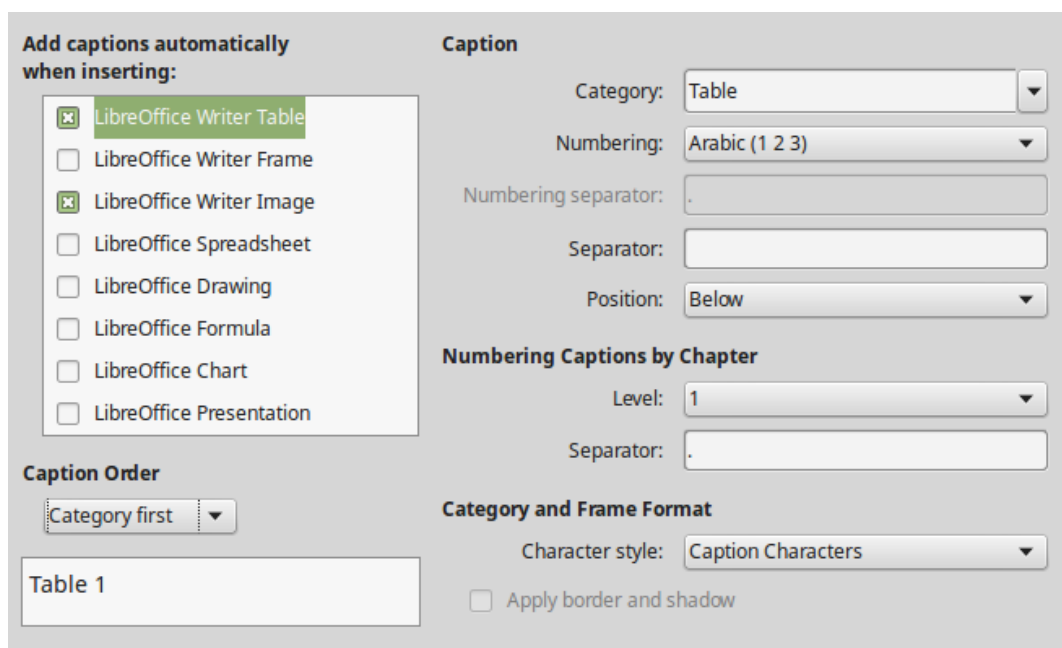 Add captions automatically
when inserting:
LibreOffice Writer Table
LibreOffice Writer Frame
LibreOffice Writer Image
LibreOffice Spreadsheet
LibreOffice Drawing
LibreOffice Formula
LibreOffice Chart
LibreOffice Presentation
Caption Order
Category first
Table 1
Caption
Category: Table
Numbering: Arabic (1 2 3)
Numbering separator: .
Separator:
Position: Below
Numbering Captions by Chapter
Level: 1
Separator: .
Category and Frame Format
Character style: Caption Characters
Apply border and shadow